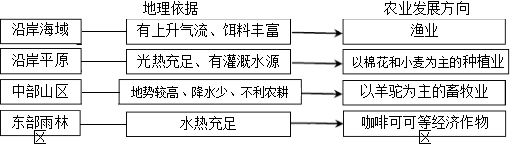 地理依据 农业发展方向
沿岸海域 有上升气流、饵料丰富 渔业
沿岸平原 光热充足、有灌溉水源 以棉花和小麦为主的种植业
中部山区 地势较高、降水少、不利农耕 以羊驼为主的畜牧业
东部雨林区 水热充足 咖啡可可等经济作物区